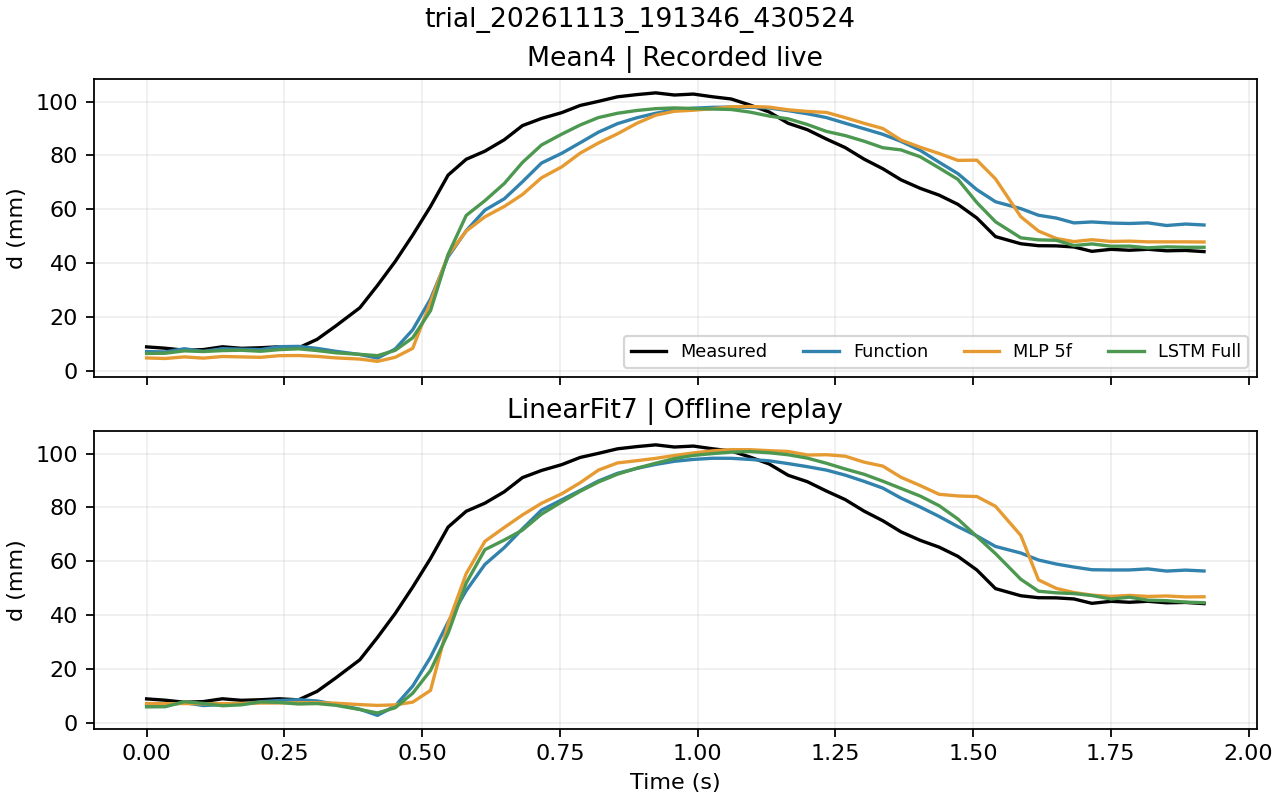 trial_20261113_191346_430524
Mean4 | Recorded live
100
80
60
40
20
0
d (mm)
Measured Function MLP 5f LSTM Full
LinearFit7 | Offline replay
100
80
60
40
20
0
d (mm)
0.00 0.25 0.50 0.75 1.00 1.25 1.50 1.75 2.00
Time (s)